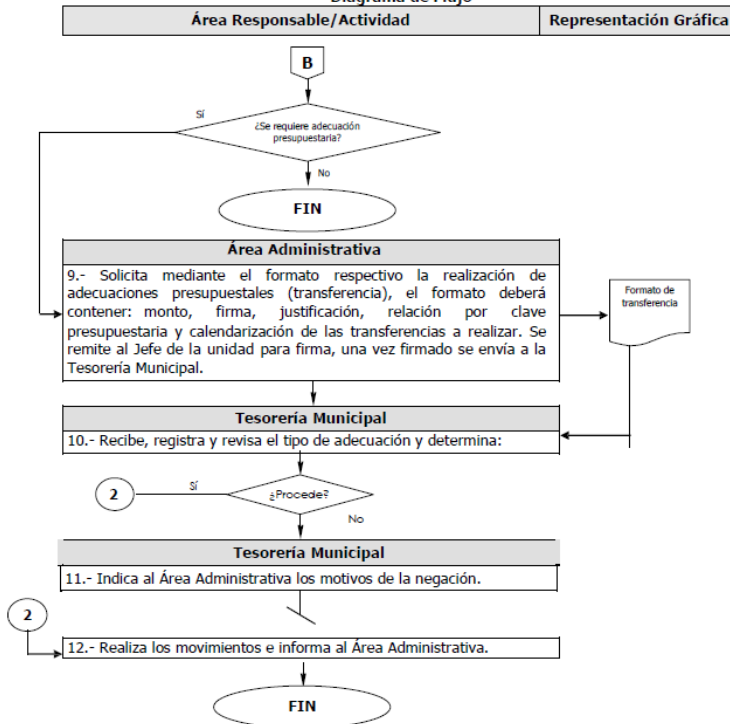 Diagrama de Flujo
Área Responsable/Actividad
Representación Gráfica
B
Sí
¿Se requiere adecuación
presupuestaria?
No
FIN
Área Administrativa
9.- Solicita mediante el formato respectivo la realización de
adecuaciones presupuestales (transferencia), el formato deberá
contener: monto, firma, justificación, relación por clave
presupuestaria y calendarización de las transferencias a realizar. Se
remite al Jefe de la unidad para firma, una vez firmado se envía a la
Tesorería Municipal.
Formato de
transferencia
Tesorería Municipal
10.- Recibe, registra y revisa el tipo de adecuación y determina:
2
Sí
¿Procede?
No
Tesorería Municipal
11.- Indica al Área Administrativa los motivos de la negación.
2
12.- Realiza los movimientos e informa al Área Administrativa.
FIN